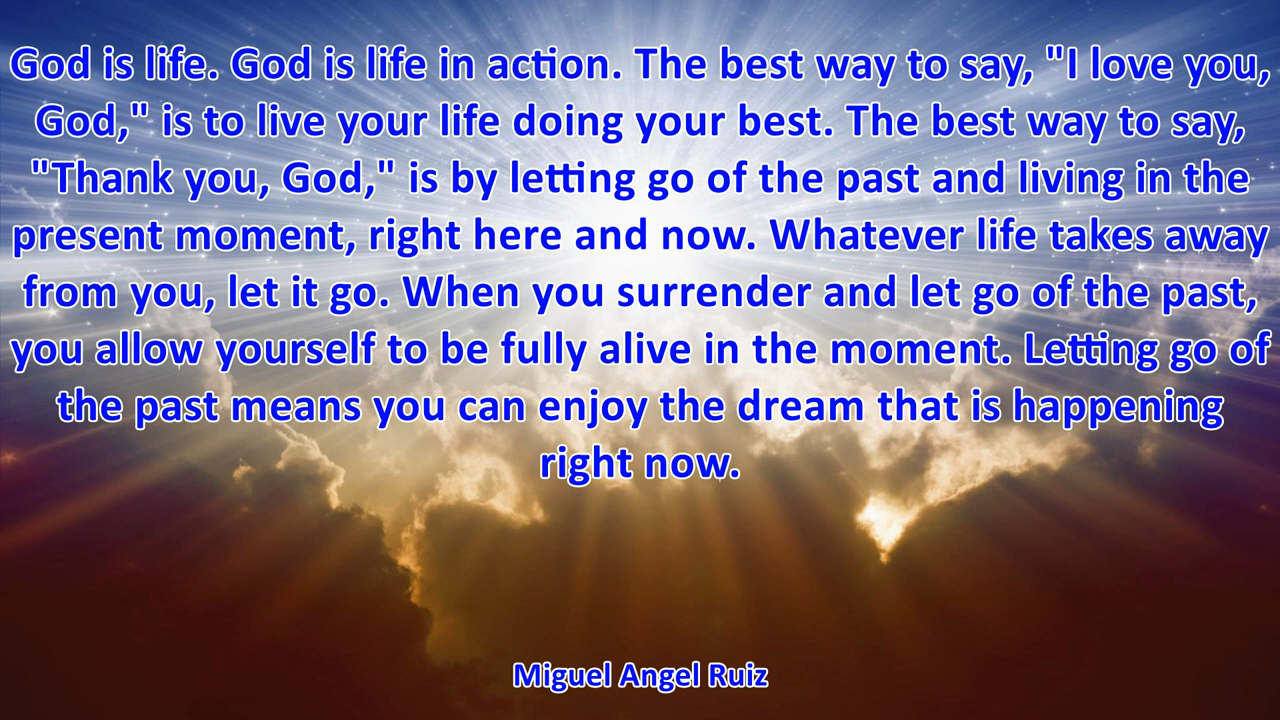 God is life. God is life in action. The best way to say, "I love you,
God," is to live your life doing your best. The best way to say,
"Thank you, God," is by letting go of the past and living in the
present moment, right here and now. Whatever life takes away
from you, let it go. When you surrender and let go of the past,
you allow yourself to be fully alive in the moment. Letting go of
the past means you can enjoy the dream that is happening
right now.
Miguel Angel Ruiz